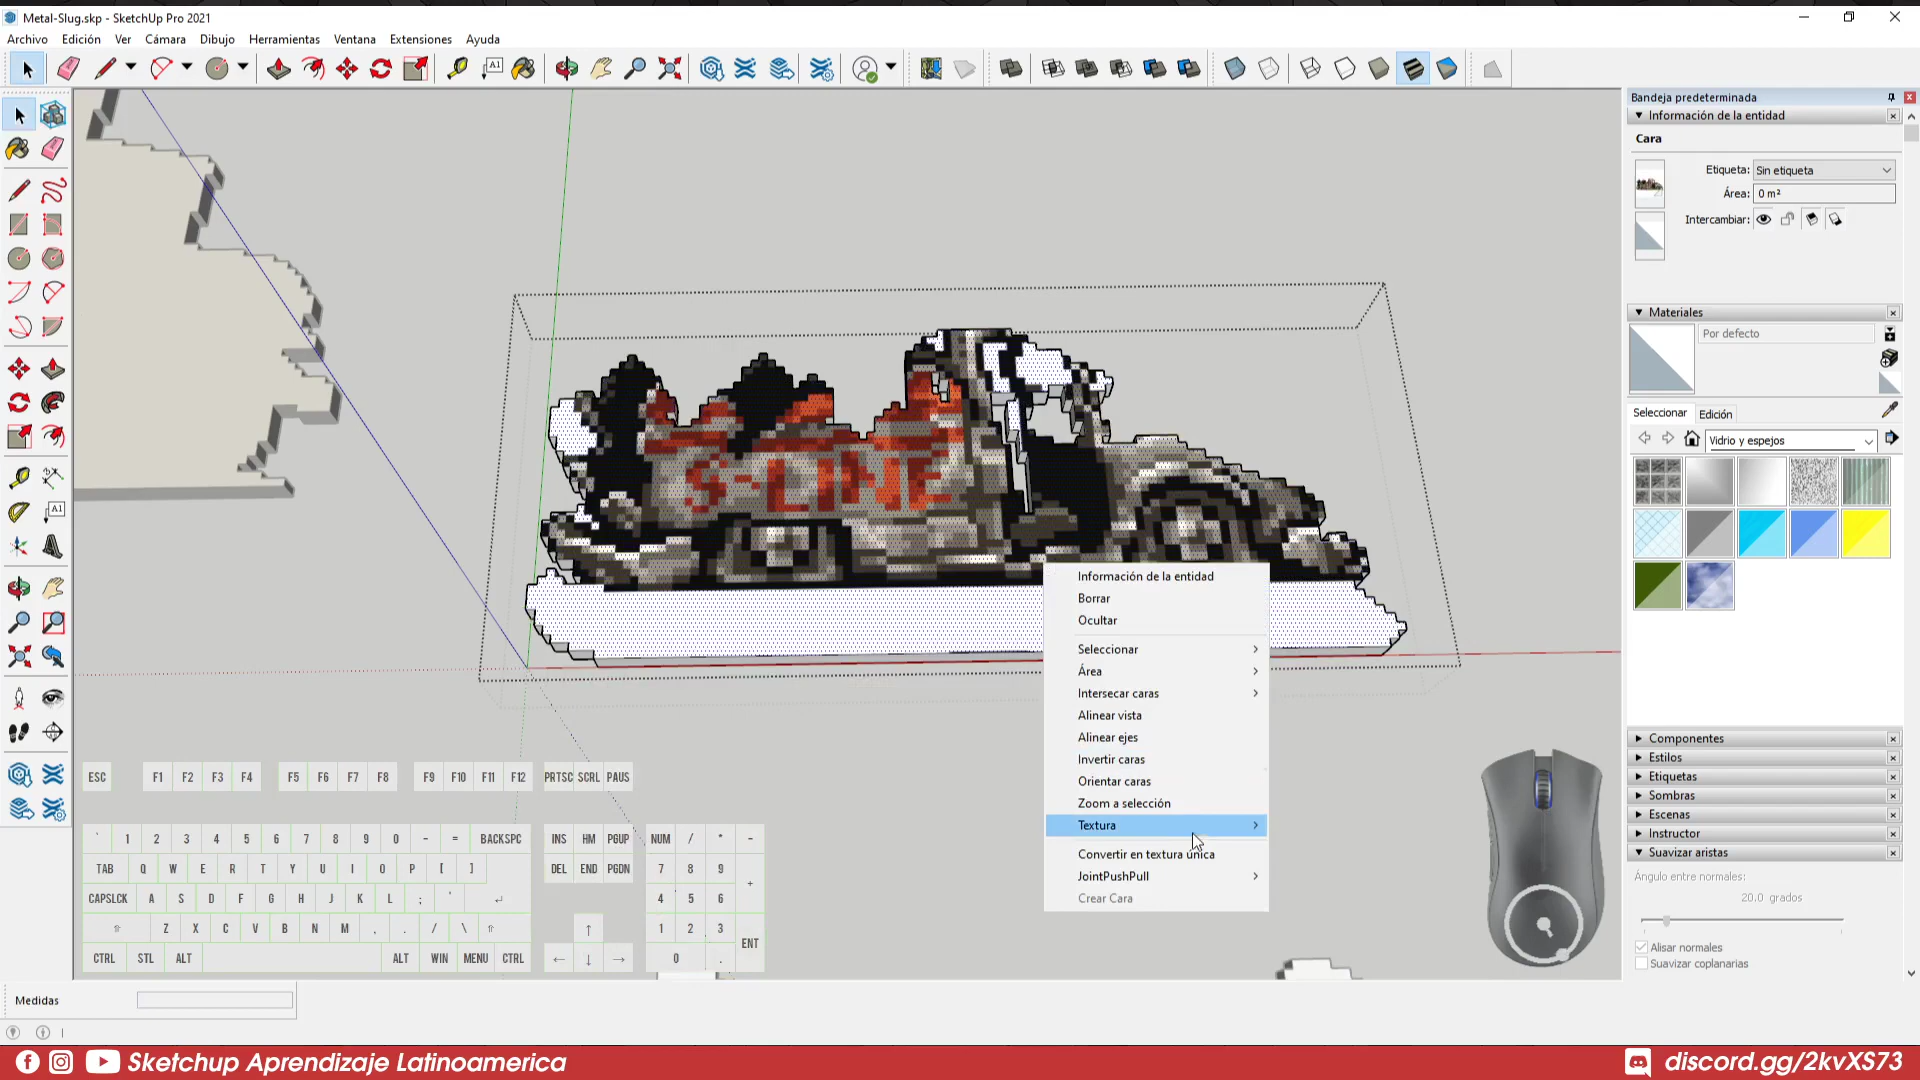 Metal-Slug.skp - SketchUp Pro 2021
Archivo Edición Ver Cámara Dibujo Herramientas Ventana Extensiones Ayuda
Bandeja predeterminada
Información de la entidad
Cara
Etiqueta: Sin etiqueta
Área: 0 m²
Intercambiar:
Materiales
Por defecto
Seleccionar Edición
Vidrio y espejos
S-LINE
Información de la entidad
Borrar
Ocultar
Seleccionar
Área
Intersecar caras
Alinear vista
Alinear ejes
Invertir caras
Orientar caras
Zoom a selección
Textura
Convertir en textura única
JointPushPull
Crear Cara
Componentes
Estilos
Etiquetas
Sombras
Escenas
Instructor
Suavizar aristas
Ángulo entre normales:
20.0 grados
Alisar normales
Suavizar coplanarias
ESC F1 F2 F3 F4 F5 F6 F7 F8 F9 F10 F11 F12 PRTSC SCRL PAUS
` 1 2 3 4 5 6 7 8 9 0 - = BACKSPC INS HM PGUP NUM / * -
TAB Q W E R T Y U I O P [ ] DEL END PGDN 7 8 9 +
CAPSLCK A S D F G H J K L ; ' ↵ 4 5 6
⇧ Z X C V B N M , . / \ ⇧ ↑ 1 2 3 ENT
CTRL STL ALT ALT WIN MENU CTRL ← ↓ → 0 .
Medidas
Sketchup Aprendizaje Latinoamerica
discord.gg/2kvXS73